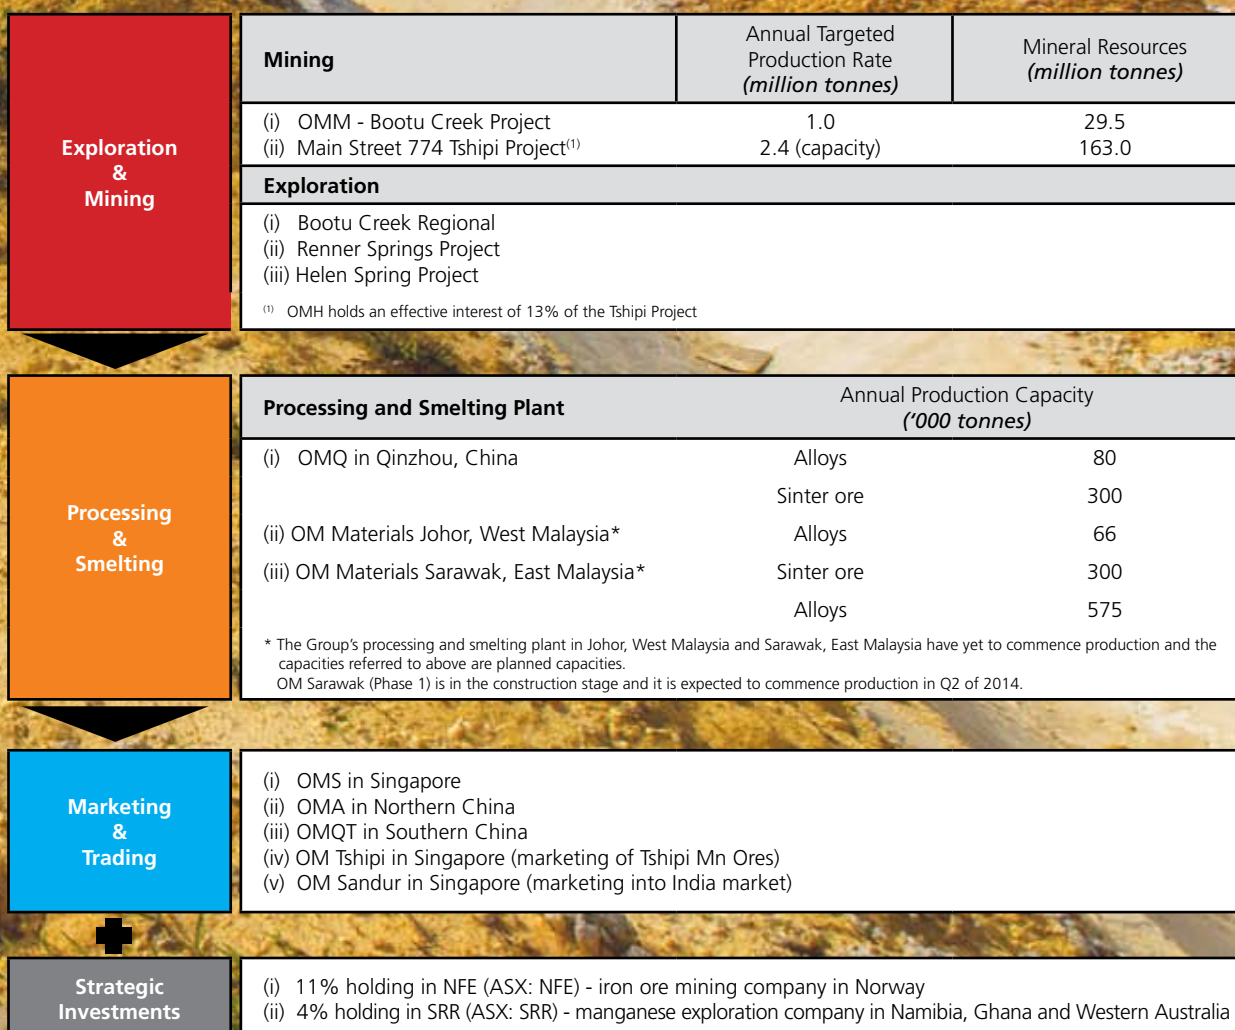 Exploration
&
Mining
Mining
Annual Targeted
Production Rate
(million tonnes)
Mineral Resources
(million tonnes)
(i) OMM - Bootu Creek Project 1.0 29.5
(ii) Main Street 774 Tshipi Project(1) 2.4 (capacity) 163.0
Exploration
(i) Bootu Creek Regional
(ii) Renner Springs Project
(iii) Helen Spring Project
(1) OMH holds an effective interest of 13% of the Tshipi Project
Processing
&
Smelting
Processing and Smelting Plant
Annual Production Capacity
('000 tonnes)
(i) OMQ in Qinzhou, China Alloys 80
Sinter ore 300
(ii) OM Materials Johor, West Malaysia* Alloys 66
(iii) OM Materials Sarawak, East Malaysia* Sinter ore 300
Alloys 575
* The Group's processing and smelting plant in Johor, West Malaysia and Sarawak, East Malaysia have yet to commence production and the
capacities referred to above are planned capacities.
OM Sarawak (Phase 1) is in the construction stage and it is expected to commence production in Q2 of 2014.
Marketing
&
Trading
(i) OMS in Singapore
(ii) OMA in Northern China
(iii) OMQT in Southern China
(iv) OM Tshipi in Singapore (marketing of Tshipi Mn Ores)
(v) OM Sandur in Singapore (marketing into India market)
Strategic
Investments
(i) 11% holding in NFE (ASX: NFE) - iron ore mining company in Norway
(ii) 4% holding in SRR (ASX: SRR) - manganese exploration company in Namibia, Ghana and Western Australia